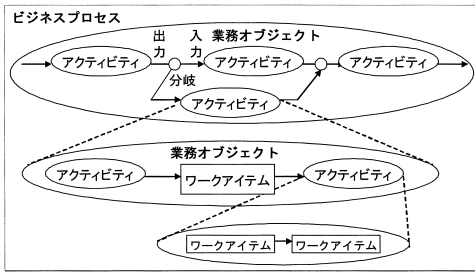 ビジネスプロセス
出力
入力
業務オブジェクト
アクティビティ
アクティビティ
アクティビティ
分岐
アクティビティ
業務オブジェクト
アクティビティ
ワークアイテム
アクティビティ
ワークアイテム
ワークアイテム